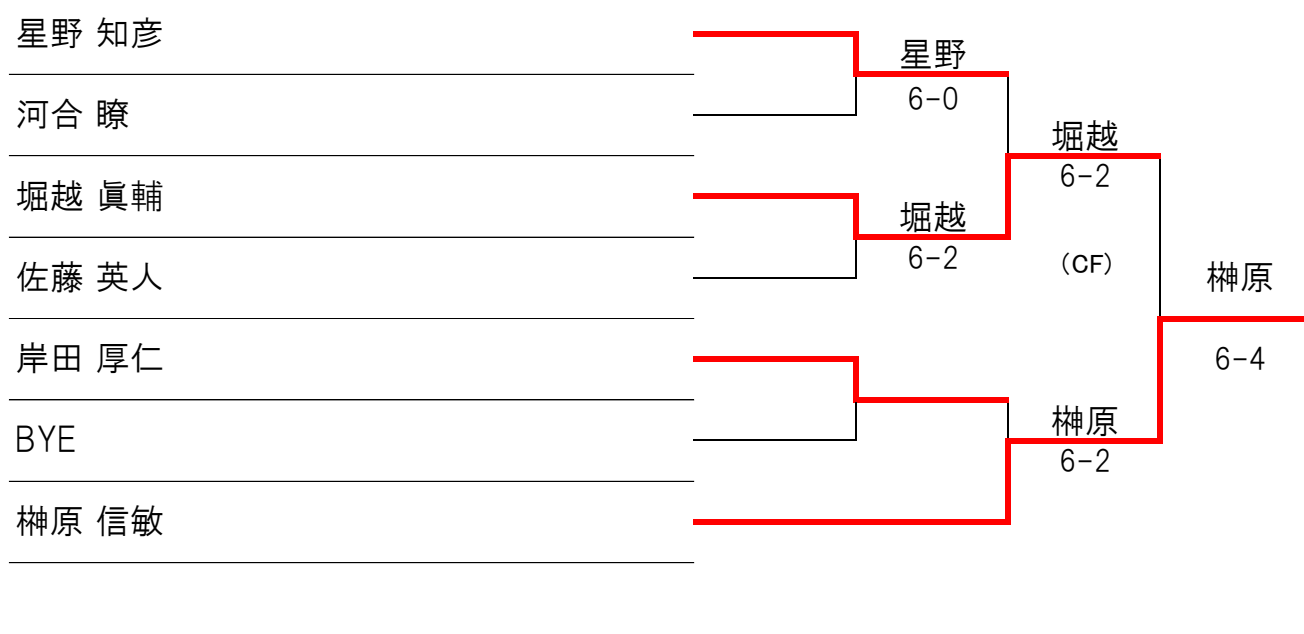 星野 知彦
河合 瞭
堀越 眞輔
佐藤 英人
岸田 厚仁
BYE
榊原 信敏
星野
6-0
堀越
6-2
堀越
6-2
(CF)
榊原
6-2
榊原
6-4